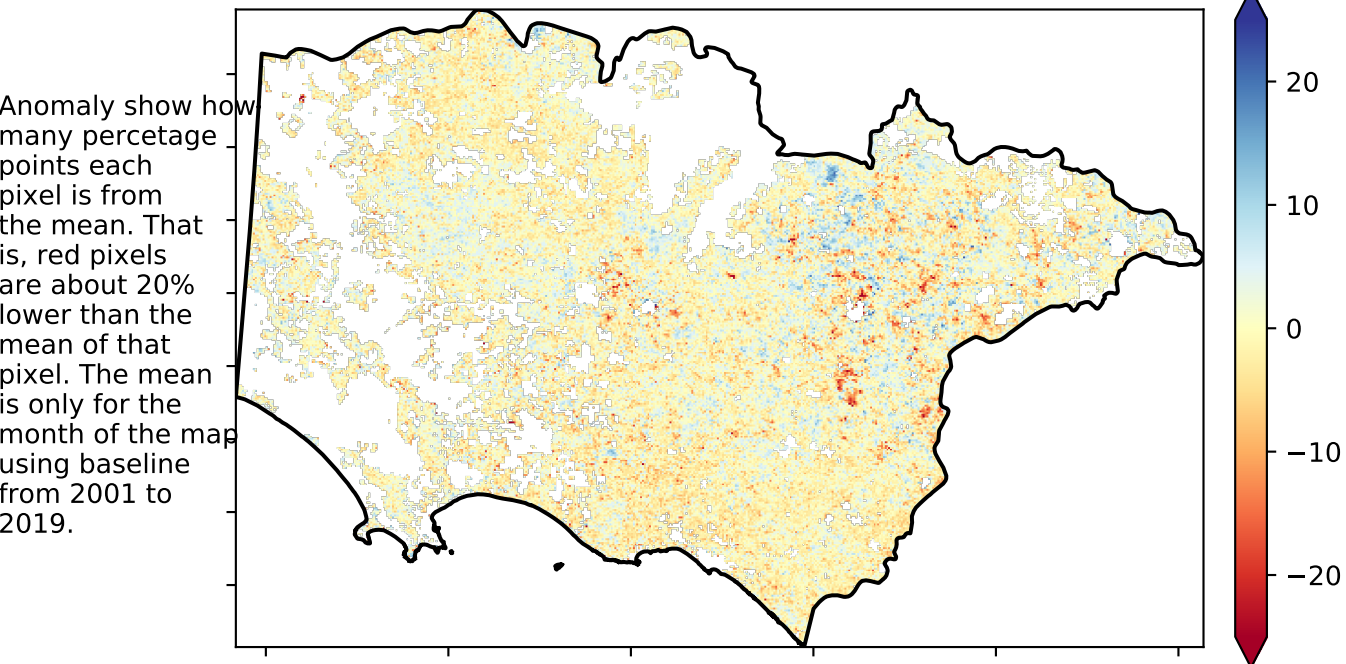 Anomaly show how
many percetage
points each
pixel is from
the mean. That
is, red pixels
are about 20%
lower than the
mean of that
pixel. The mean
is only for the
month of the map
using baseline
from 2001 to
2019.
20
10
0
−10
−20